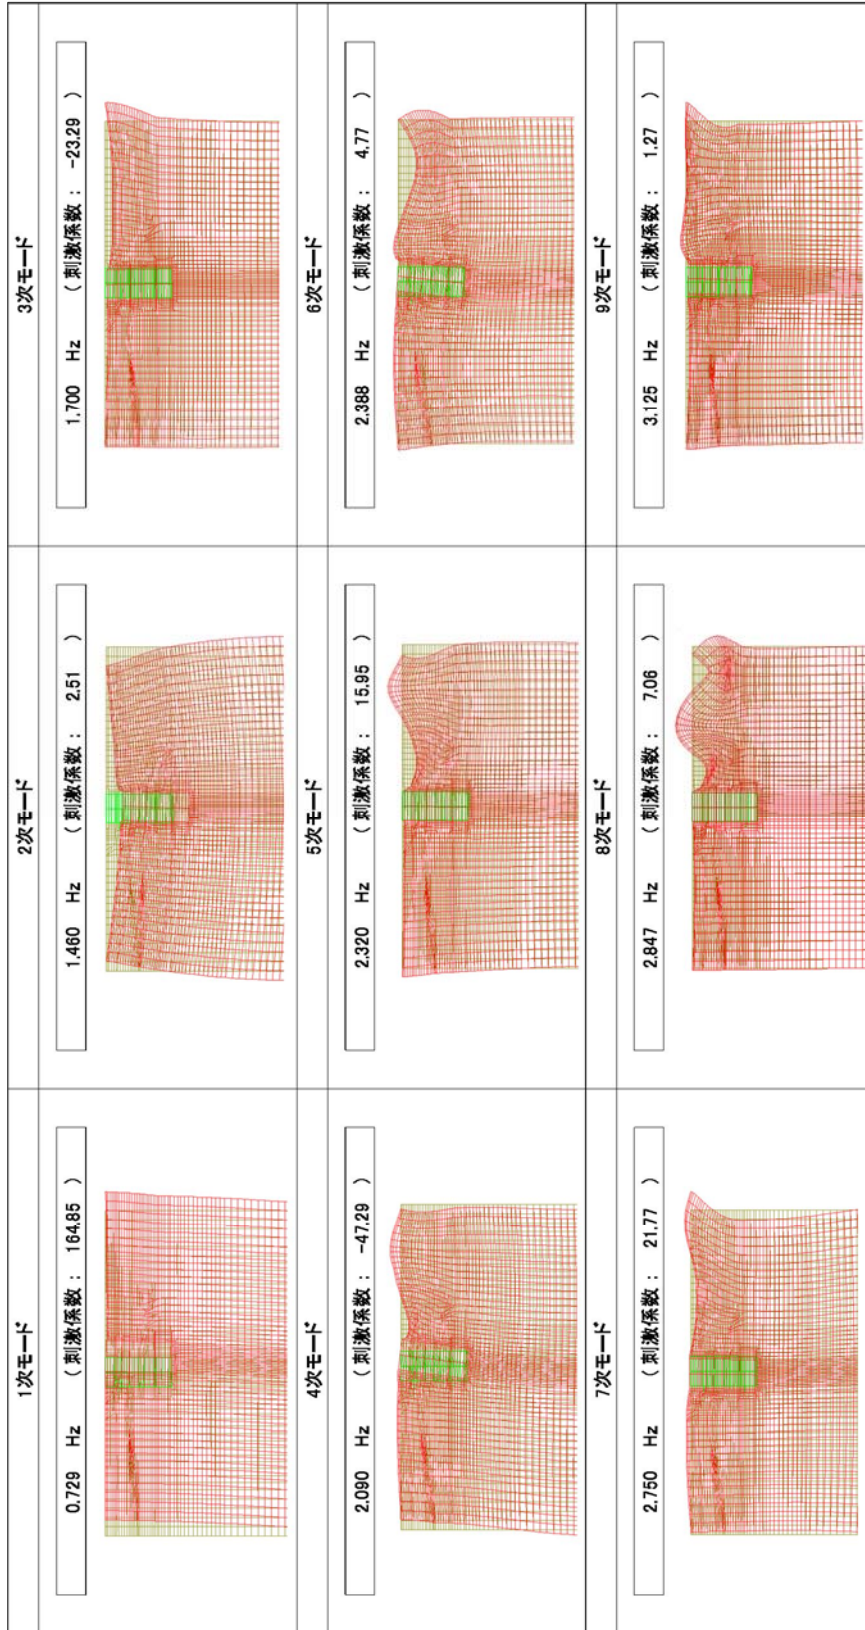 1次モード
0.729 Hz ( 刺激係数 : 164.85 )
2次モード
1.460 Hz ( 刺激係数 : 2.51 )
3次モード
1.700 Hz ( 刺激係数 : -23.29 )
4次モード
2.090 Hz ( 刺激係数 : -47.29 )
5次モード
2.320 Hz ( 刺激係数 : 15.95 )
6次モード
2.388 Hz ( 刺激係数 : 4.77 )
7次モード
2.750 Hz ( 刺激係数 : 21.77 )
8次モード
2.847 Hz ( 刺激係数 : 7.06 )
9次モード
3.125 Hz ( 刺激係数 : 1.27 )